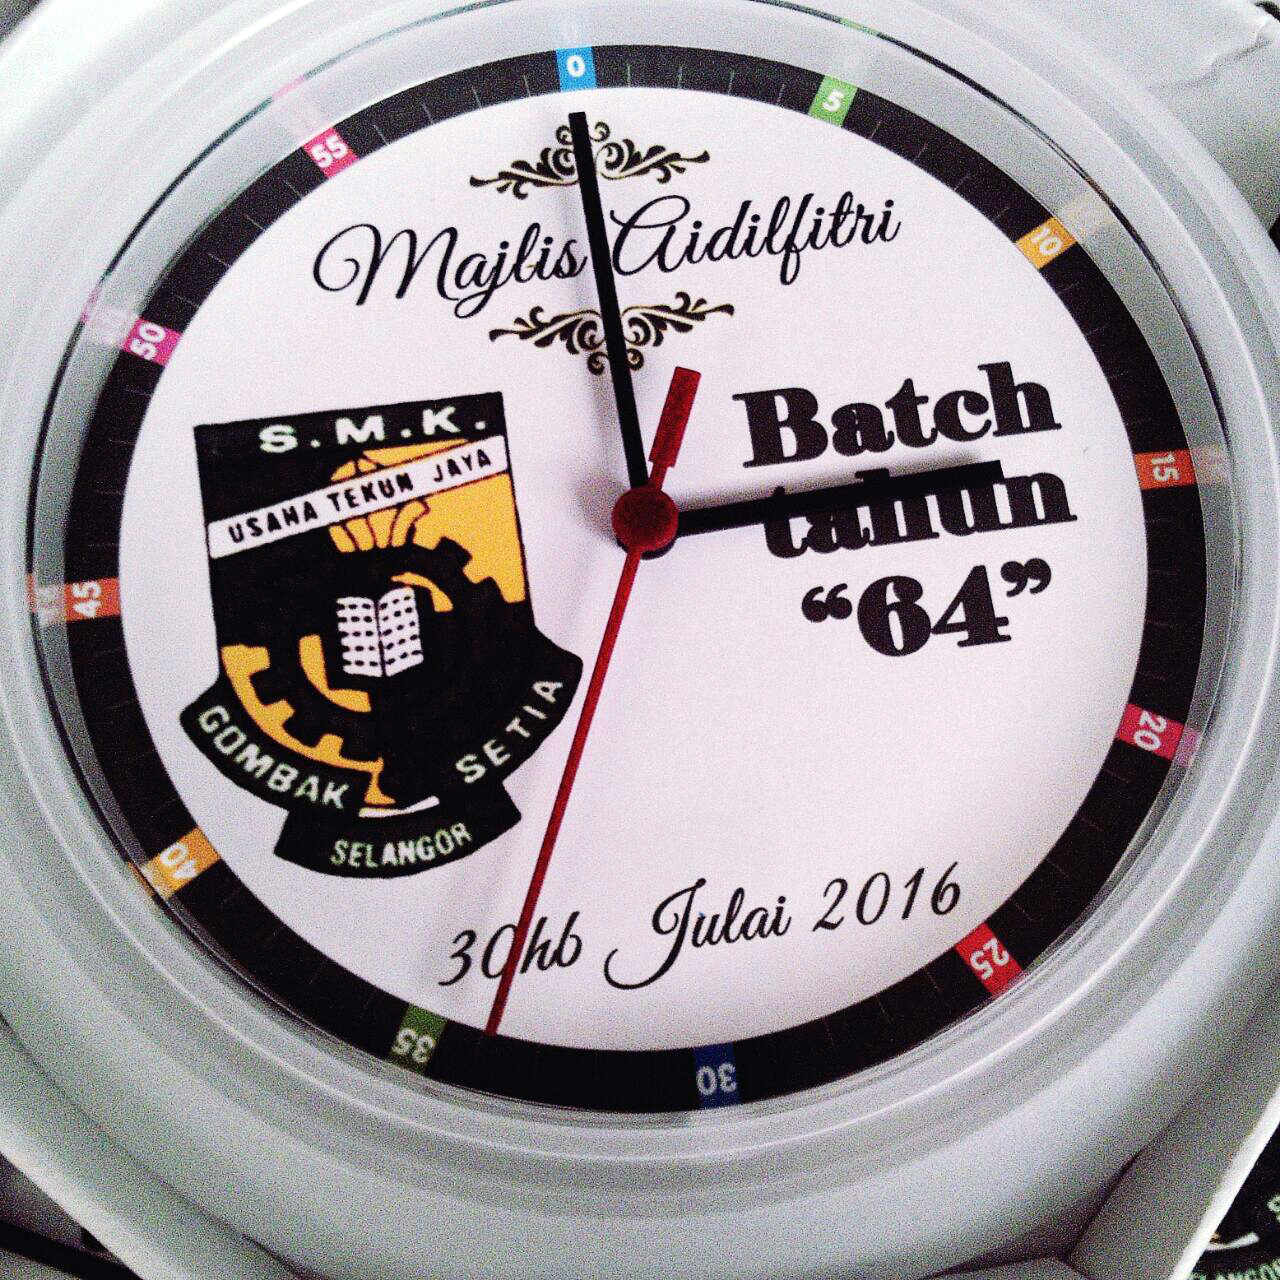 0
5
10
15
20
25
30
35
40
45
50
55
Majlis Aidilfitri
Batch
tahun
“64”
S.M.K.
USAHA TEKUN JAYA
GOMBAK SETIA
SELANGOR
30hb Julai 2016